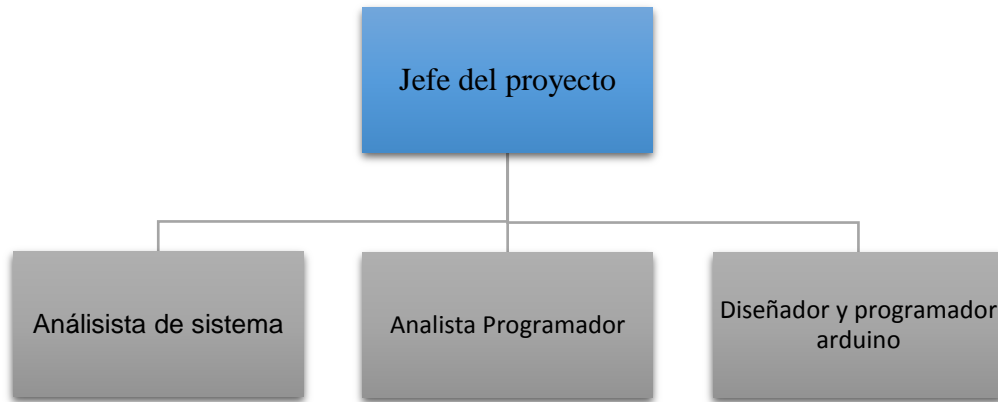 Jefe del proyecto
Análisista de sistema
Analista Programador
Diseñador y programador
arduino